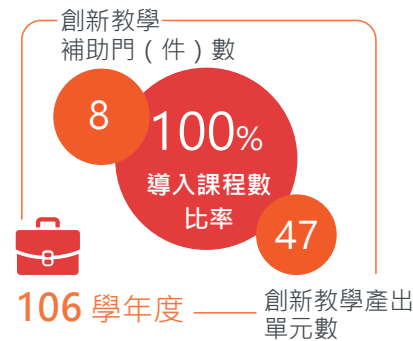 創新教學
補助門（件）數
8
100%
導入課程數
比率
47
106 學年度
創新教學產出
單元數